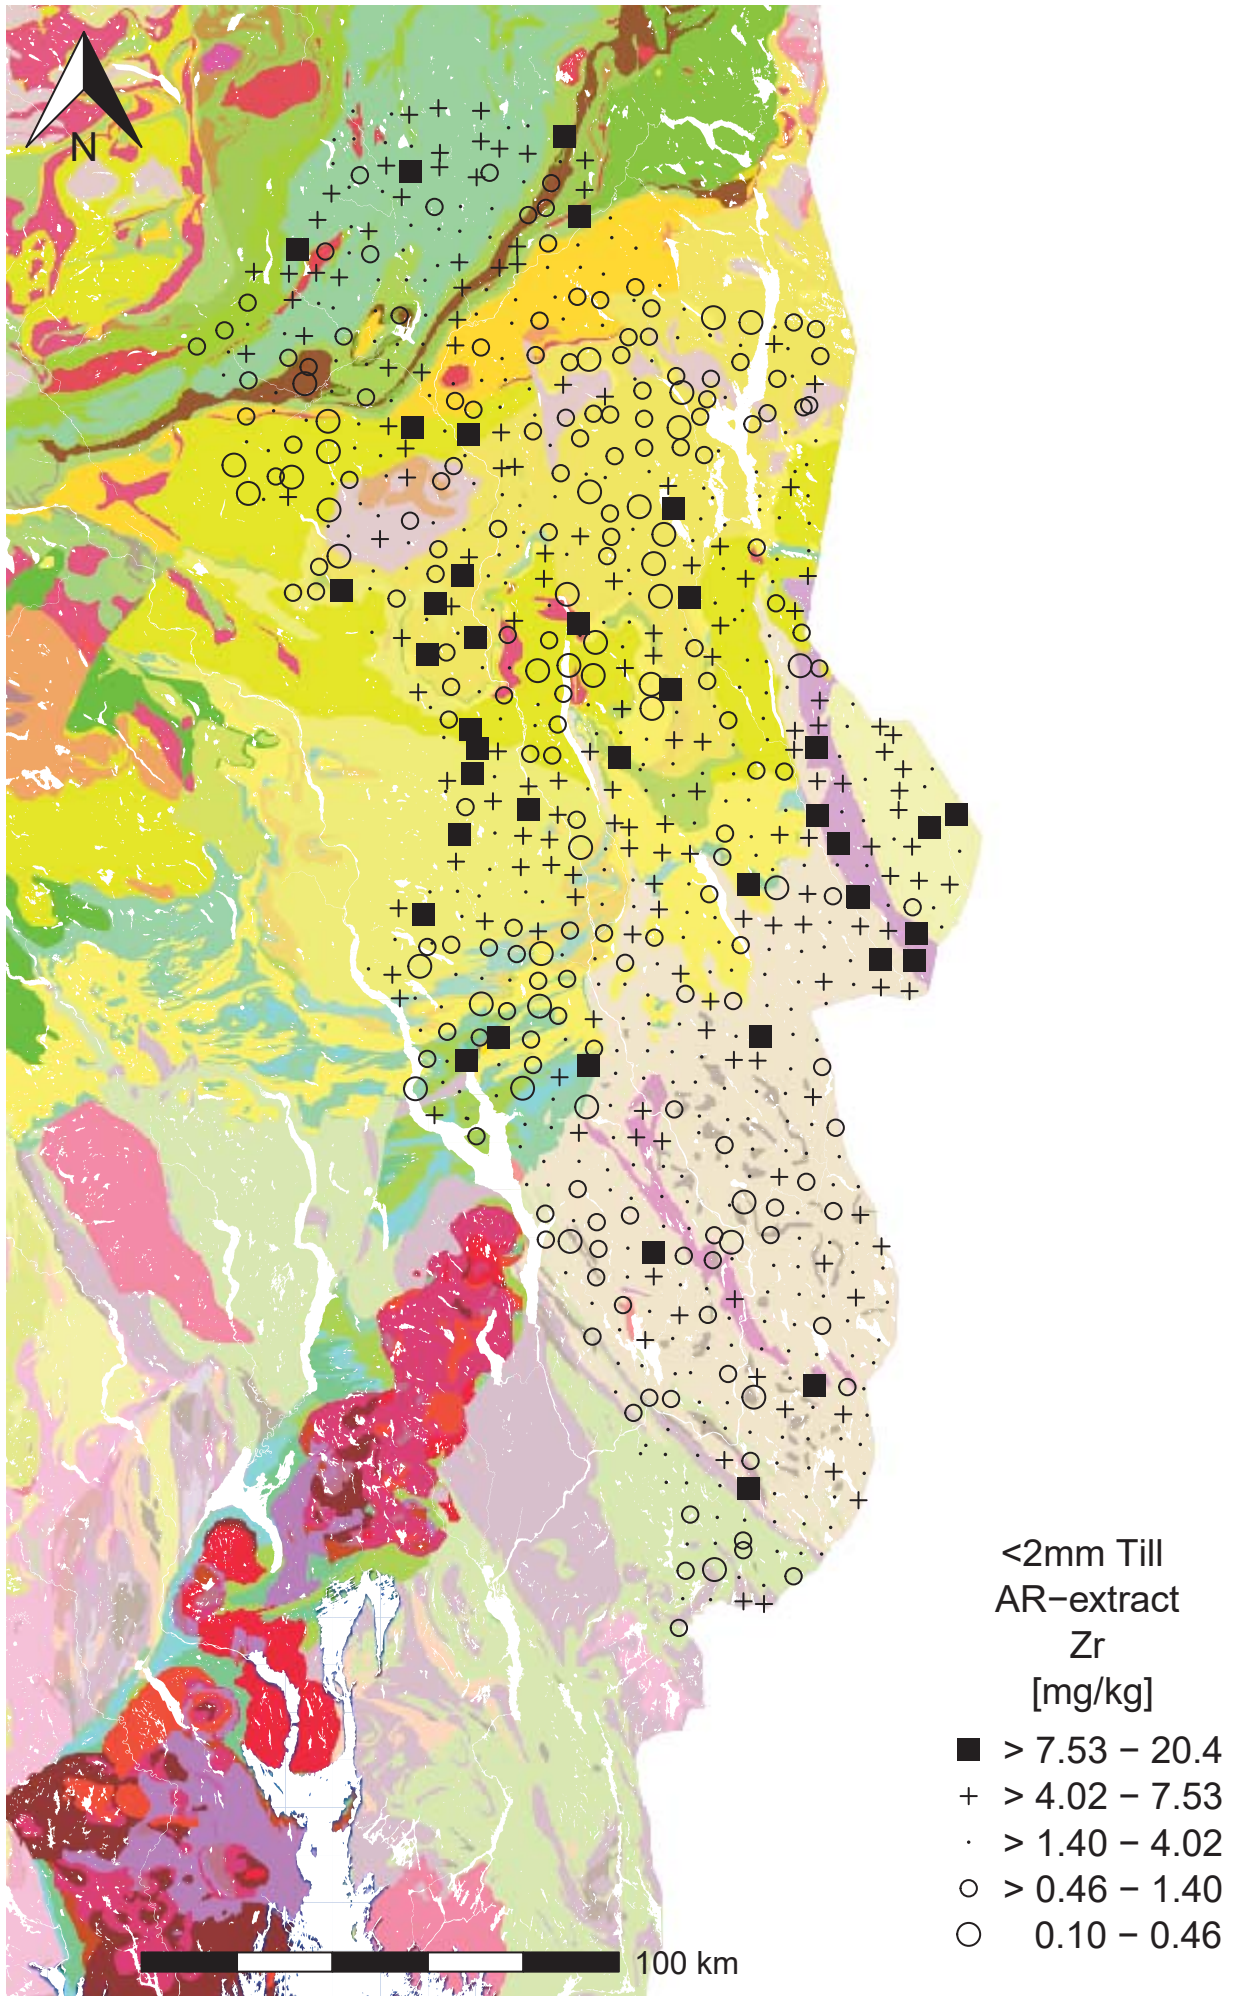 N
<2mm Till
AR−extract
Zr
[mg/kg]
> 7.53 − 20.4
> 4.02 − 7.53
> 1.40 − 4.02
> 0.46 − 1.40
0.10 − 0.46
100 km